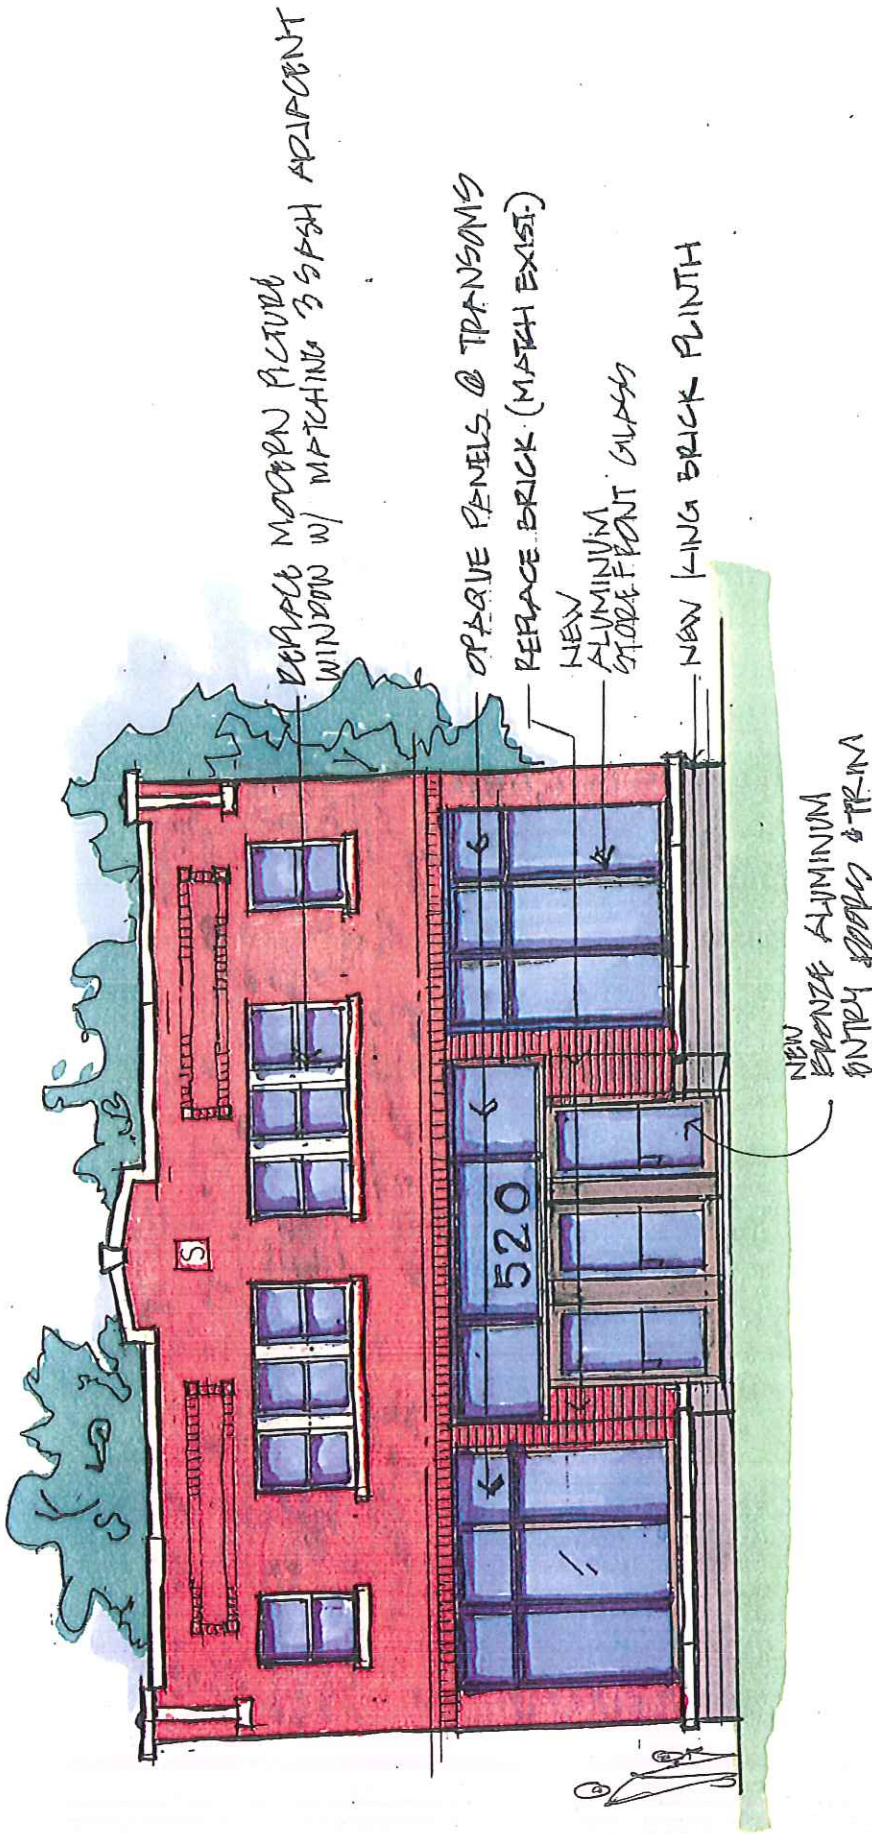 REPLACE MODERN PICTURE
WINDOW W/ MATCHING 3 SASH ADJACENT
OPAQUE PANELS @ TRANSOMS
REPLACE BRICK (MATCH EXIST.)
NEW
ALUMINUM
STOREFRONT GLASS
NEW KING BRICK PLINTH
NEW
BRONZE ALUMINUM
ENTRY DOORS & TRIM
S
520